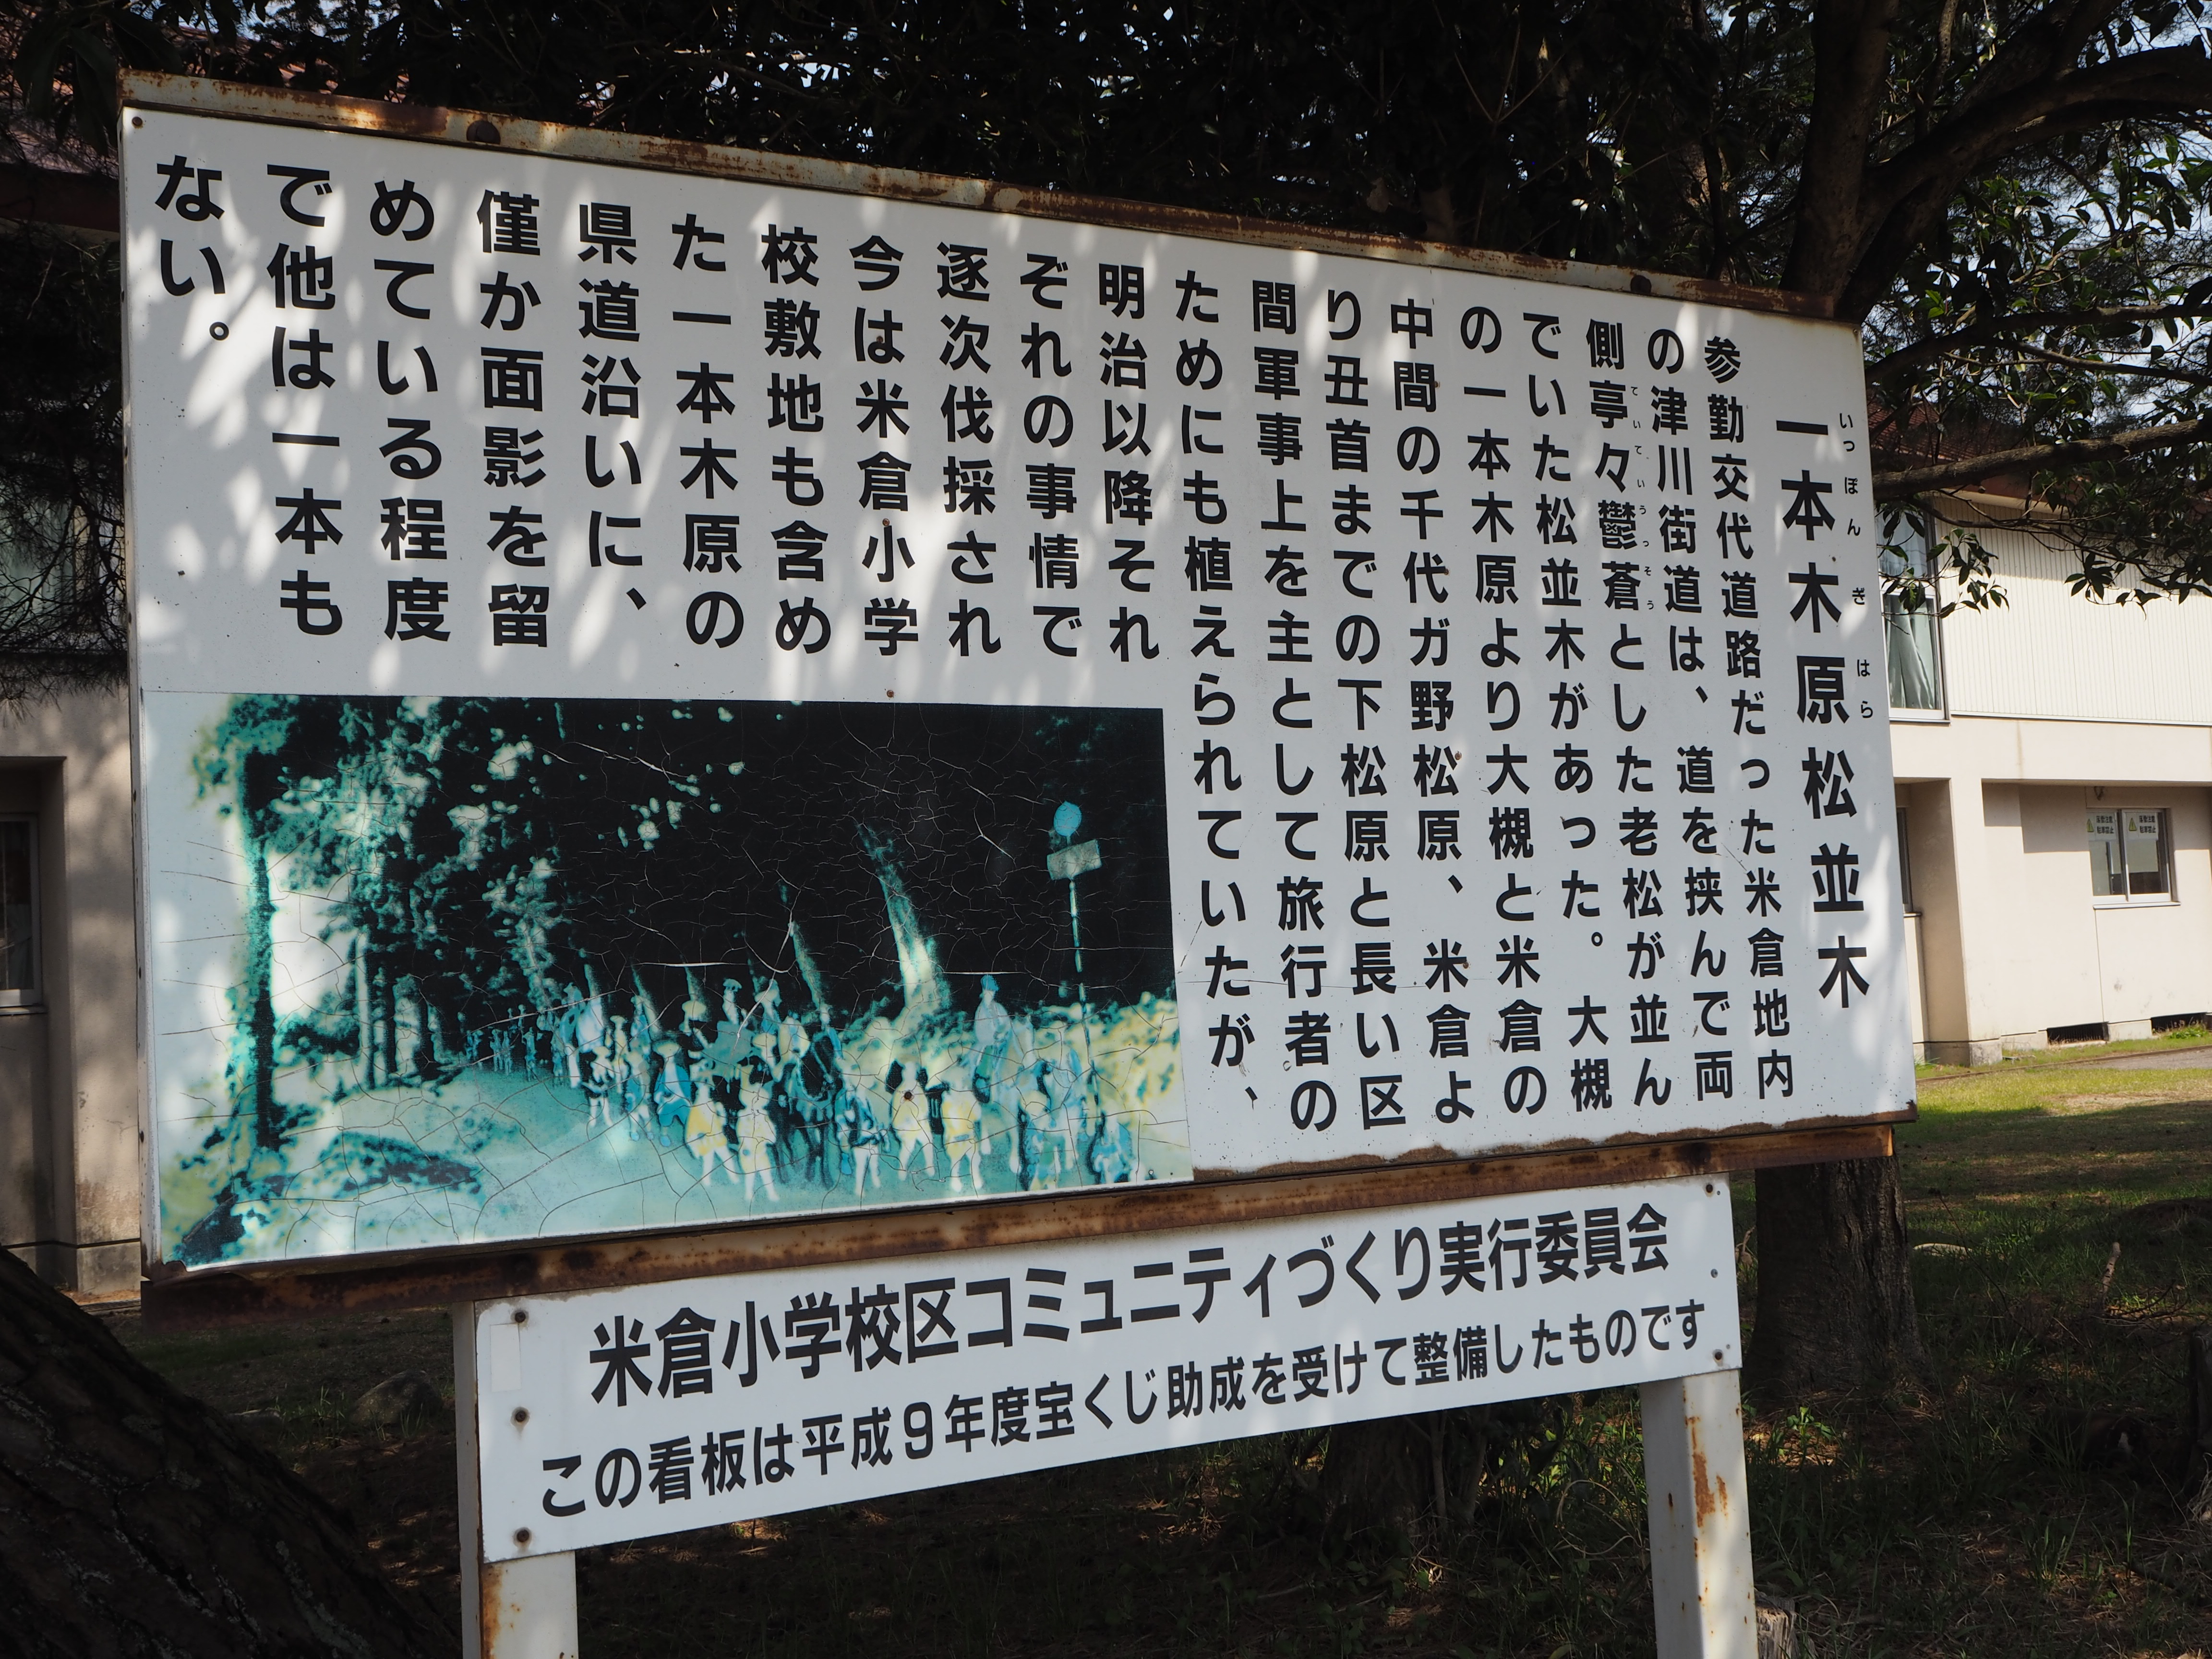 一本木原松並木
いっぽんぎはら
参勤交代道路だった米倉地内
の津川街道は、道を挟んで両
側亭々鬱蒼とした老松が並ん
ていていうっそう
でいた松並木があった。大槻
の一本木原より大槻と米倉の
中間の千代ガ野松原、米倉よ
り丑首までの下松原と長い区
間軍事上を主として旅行者の
ためにも植えられていたが、
明治以降それ
ぞれの事情で
逐次伐採され
今は米倉小学
校敷地も含め
た一本木原の
県道沿いに、
僅か面影を留
めている程度
で他は一本も
ない。
米倉小学校区コミュニティづくり実行委員会
この看板は平成9年度宝くじ助成を受けて整備したものです